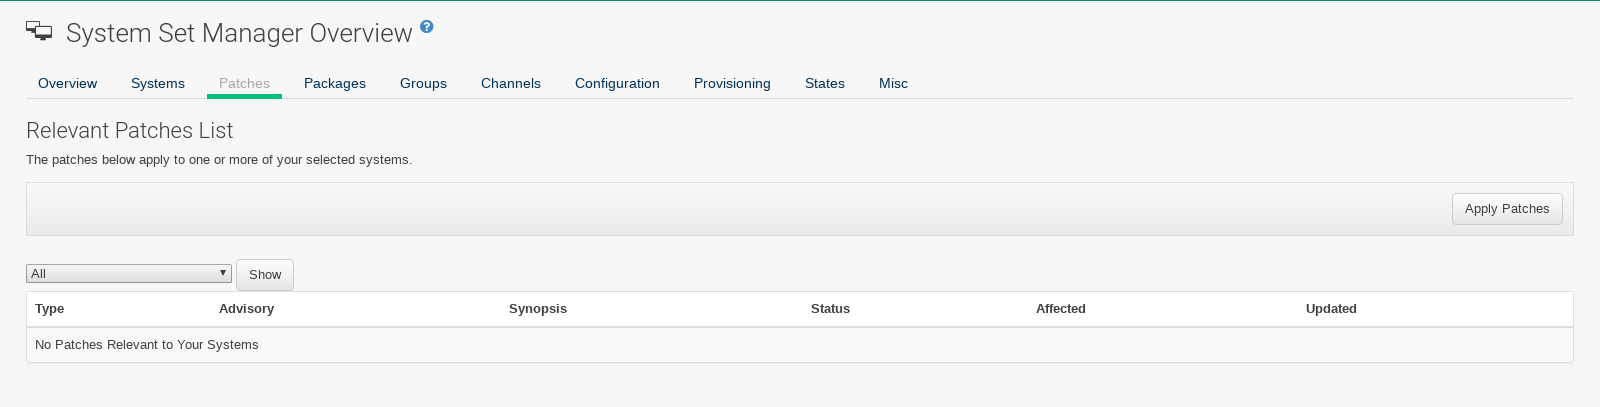 System Set Manager Overview
Overview Systems Patches Packages Groups Channels Configuration Provisioning States Misc
Relevant Patches List
The patches below apply to one or more of your selected systems.
Apply Patches
All Show
Type Advisory Synopsis Status Affected Updated
No Patches Relevant to Your Systems